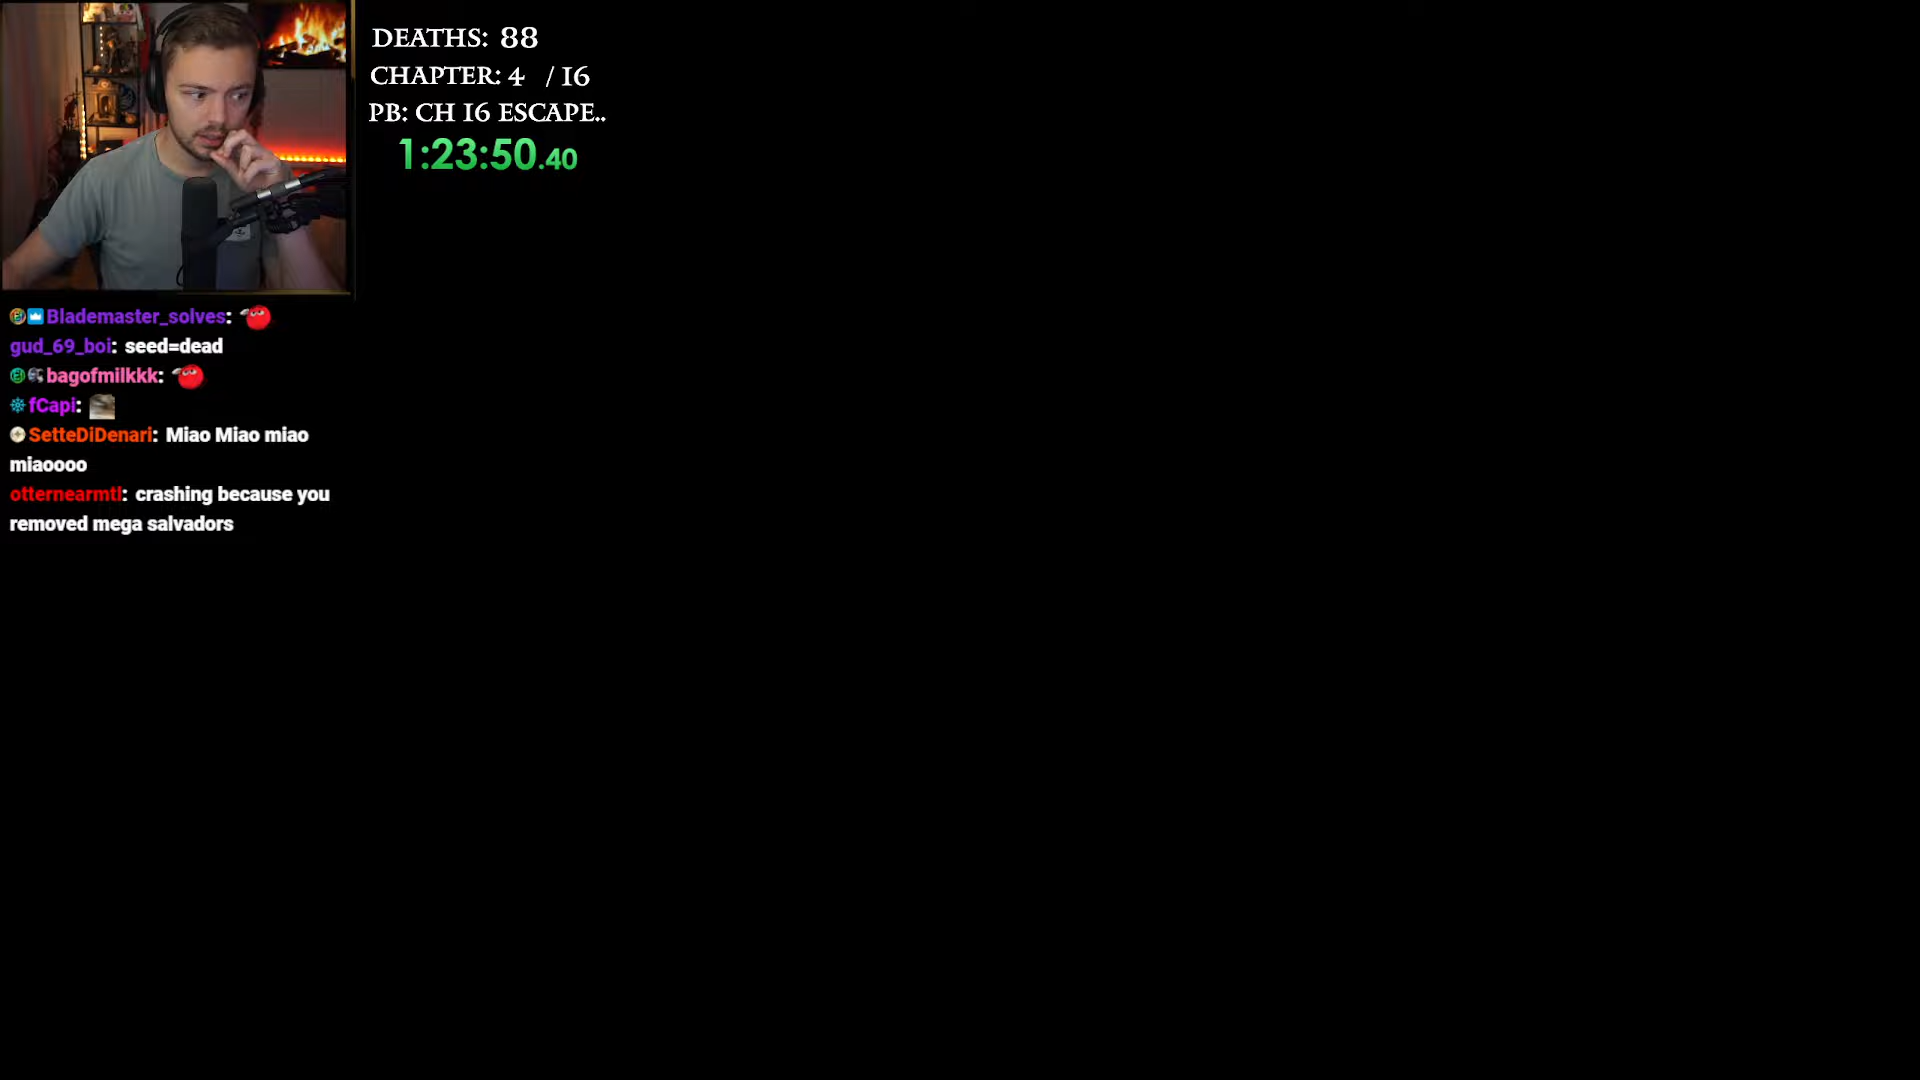 DEATHS: 88
CHAPTER: 4 / 16
PB: CH 16 ESCAPE..
1:23:50.40
Blademaster_solves:
gud_69_boi: seed=dead
bagofmilkkk:
fCapi:
SetteDiDenari: Miao Miao miao
miaoooo
otternearmtl: crashing because you
removed mega salvadors